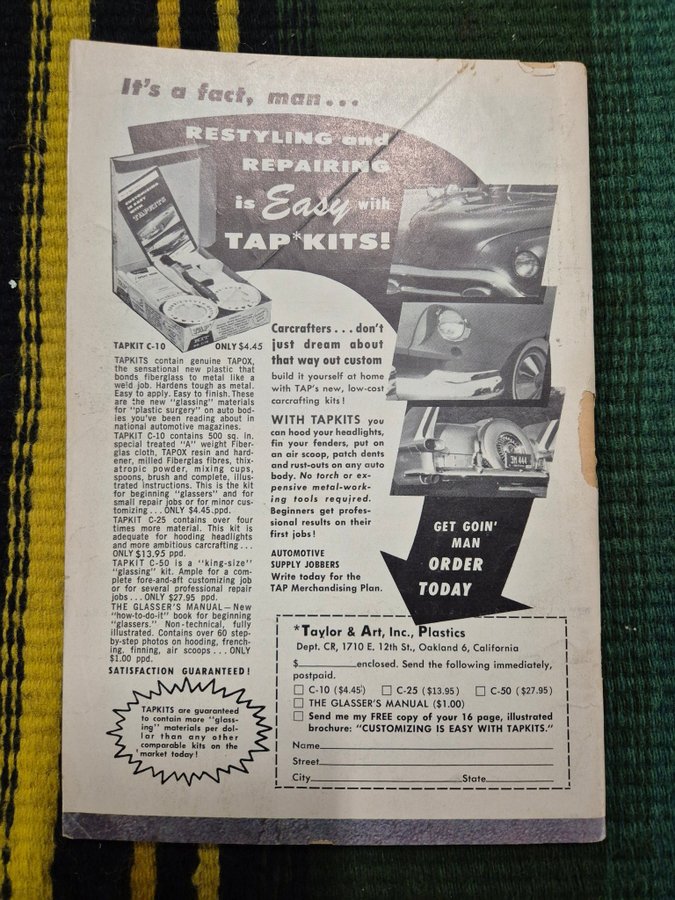 It's a fact, man...
RESTYLING and
REPAIRING
is Easy with
TAP*KITS!
CUSTOMIZING
IS EASY
WITH
TAPKITS
TAPKIT C-10 ONLY $4.45
TAPKITS contain genuine TAPOX,
the sensational new plastic that
bonds fiberglass to metal like a
weld job. Hardens tough as metal.
Easy to apply. Easy to finish. These
are the new "glassing" materials
for "plastic surgery" on auto bod-
ies you've been reading about in
national automotive magazines.
TAPKIT C-10 contains 500 sq. in.
special treated "A" weight Fiber-
glas cloth, TAPOX resin and hard-
ener, milled Fiberglas fibres, thix-
atropic powder, mixing cups,
spoons, brush and complete, illus-
trated instructions. This is the kit
for beginning "glassers" and for
small repair jobs or for minor cus-
tomizing... ONLY $4.45 ppd.
TAPKIT C-25 contains over four
times more material. This kit is
adequate for hooding headlights
and more ambitious carcrafting...
ONLY $13.95 ppd.
TAPKIT C-50 is a "king-size"
"glassing" kit. Ample for a com-
plete fore-and-aft customizing job
or for several professional repair
jobs... ONLY $27.95 ppd.
THE GLASSER'S MANUAL—New
"how-to-do-it" book for beginning
"glassers." Non-technical, fully
illustrated. Contains over 60 step-
by-step photos on hooding, french-
ing, finning, air scoops... ONLY
$1.00 ppd.
SATISFACTION GUARANTEED!
TAPKITS are guaranteed
to contain more "glass-
ing" materials per dol-
lar than any other
comparable kits on the
market today!
Carcrafters... don't
just dream about
that way out custom
build it yourself at home
with TAP's new, low-cost
carcrafting kits!
WITH TAPKITS you
can hood your headlights,
fin your fenders, put on
an air scoop, patch dents
and rust-outs on any auto
body. No torch or ex-
pensive metal-work-
ing tools required.
Beginners get profes-
sional results on their
first jobs!
AUTOMOTIVE
SUPPLY JOBBERS
Write today for the
TAP Merchandising Plan.
GET GOIN'
MAN
ORDER
TODAY
*Taylor & Art, Inc., Plastics
Dept. CR, 1710 E. 12th St., Oakland 6, California
$ enclosed. Send the following immediately,
postpaid.
C-10 ($4.45) C-25 ($13.95) C-50 ($27.95)
THE GLASSER'S MANUAL ($1.00)
Send me my FREE copy of your 16 page, illustrated
brochure: "CUSTOMIZING IS EASY WITH TAPKITS."
Name
Street
City State